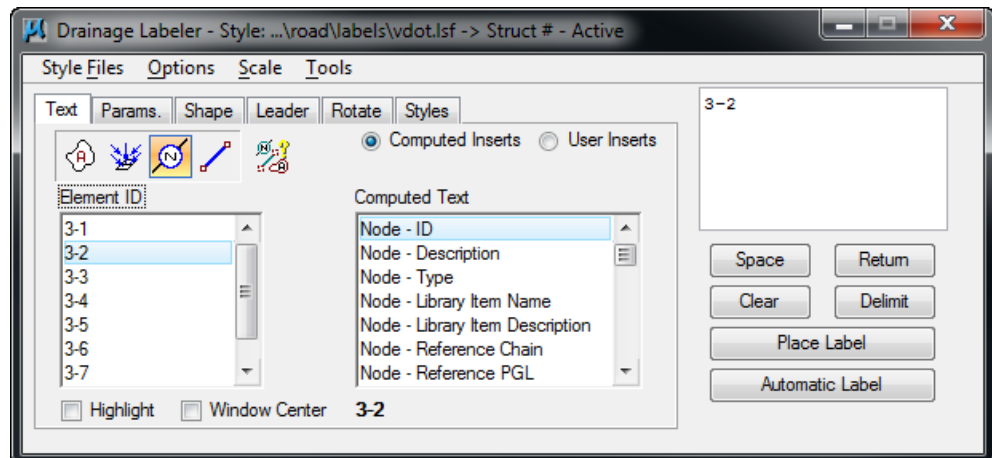 Drainage Labeler - Style: ...\road\labels\vdot.lsf -> Struct # - Active
Style Files Options Scale Tools
Text Params. Shape Leader Rotate Styles
Computed Inserts User Inserts
Element ID
3-1
3-2
3-3
3-4
3-5
3-6
3-7
Computed Text
Node - ID
Node - Description
Node - Type
Node - Library Item Name
Node - Library Item Description
Node - Reference Chain
Node - Reference PGL
Highlight Window Center 3-2
3-2
Space Return
Clear Delimit
Place Label
Automatic Label